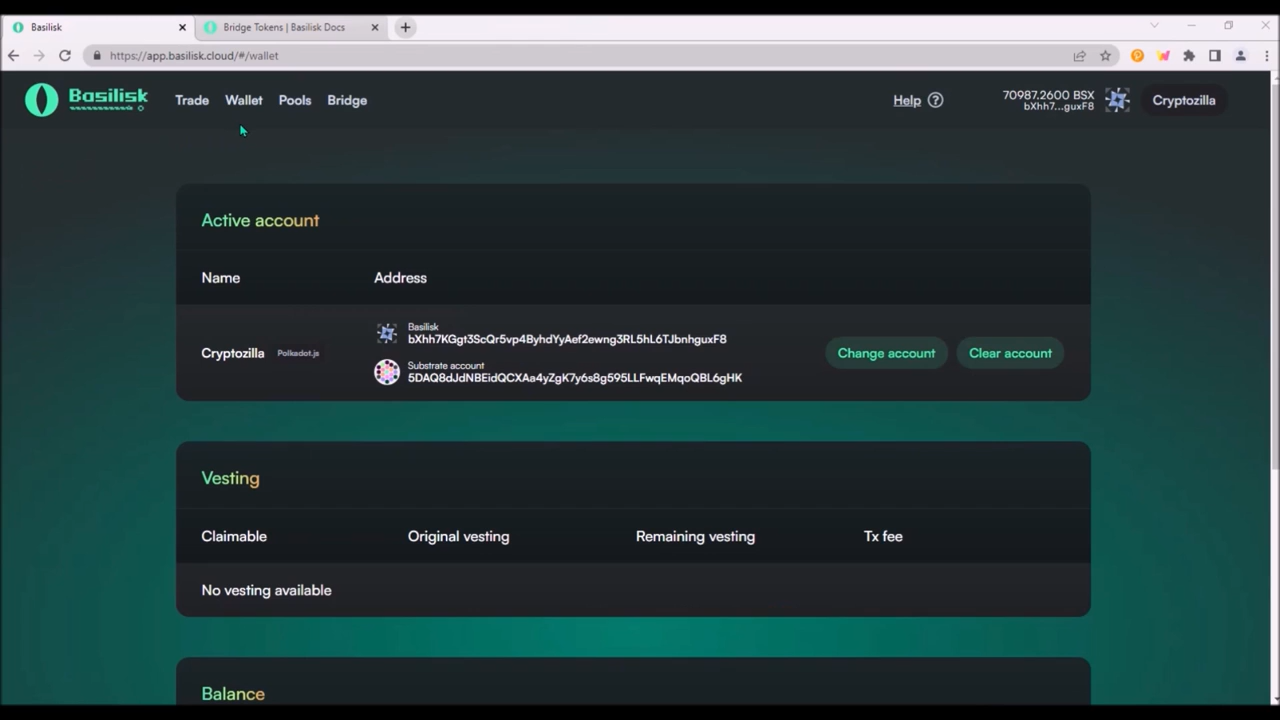 Basilisk
Bridge Tokens | Basilisk Docs
https://app.basilisk.cloud/#/wallet
Basilisk
Trade
Wallet
Pools
Bridge
Help ?
70987.2600 BSX
bXhh7...guxF8
Cryptozilla
Active account
Name
Address
Cryptozilla
Polkadot.js
Basilisk
bXhh7KGgt3ScQr5vp4ByhdYyAef2ewng3RL5hL6TJbnhguxF8
Substrate account
5DAQ8dJdNBEidQCXAa4yZgK7y6s8g595LLFwqEMqoQBL6gHK
Change account
Clear account
Vesting
Claimable
Original vesting
Remaining vesting
Tx fee
No vesting available
Balance